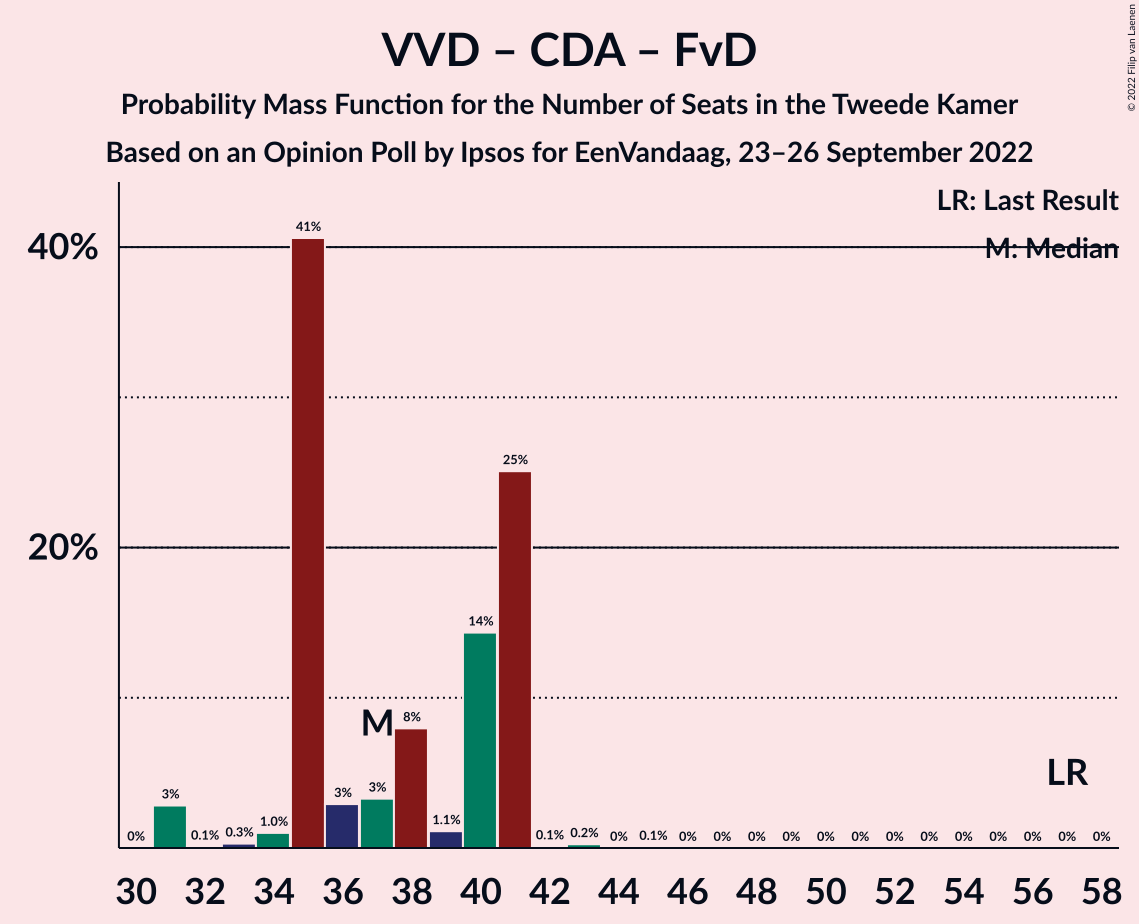 VVD – CDA – FvD
Probability Mass Function for the Number of Seats in the Tweede Kamer
Based on an Opinion Poll by Ipsos for EenVandaag, 23–26 September 2022
© 2022 Filip van Laenen
LR: Last Result
M: Median
40%
20%
0% 3% 0.1% 0.3% 1.0% 41% 3% 3% 8% 1.1% 14% 25% 0.1% 0.2% 0% 0.1% 0% 0% 0% 0% 0% 0% 0% 0% 0% 0% 0% 0% 0%
M
LR
30 32 34 36 38 40 42 44 46 48 50 52 54 56 58